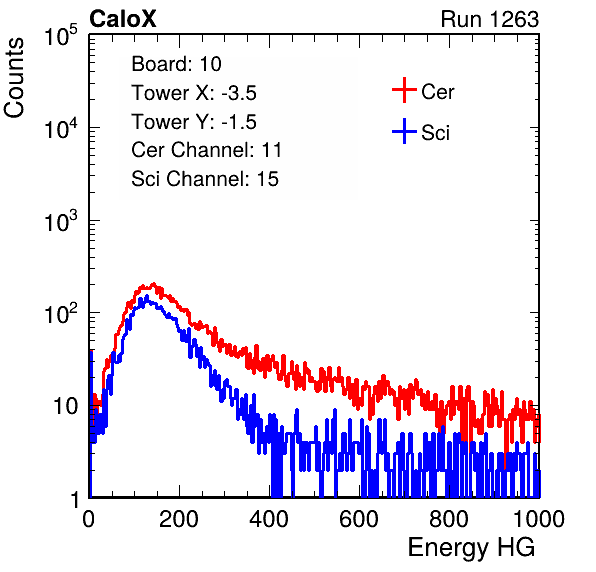 CaloX Run 1263
Counts
10^5
10^4
10^3
10^2
10
1
Board: 10
Tower X: -3.5
Tower Y: -1.5
Cer Channel: 11
Sci Channel: 15
Cer
Sci
0 200 400 600 800 1000
Energy HG